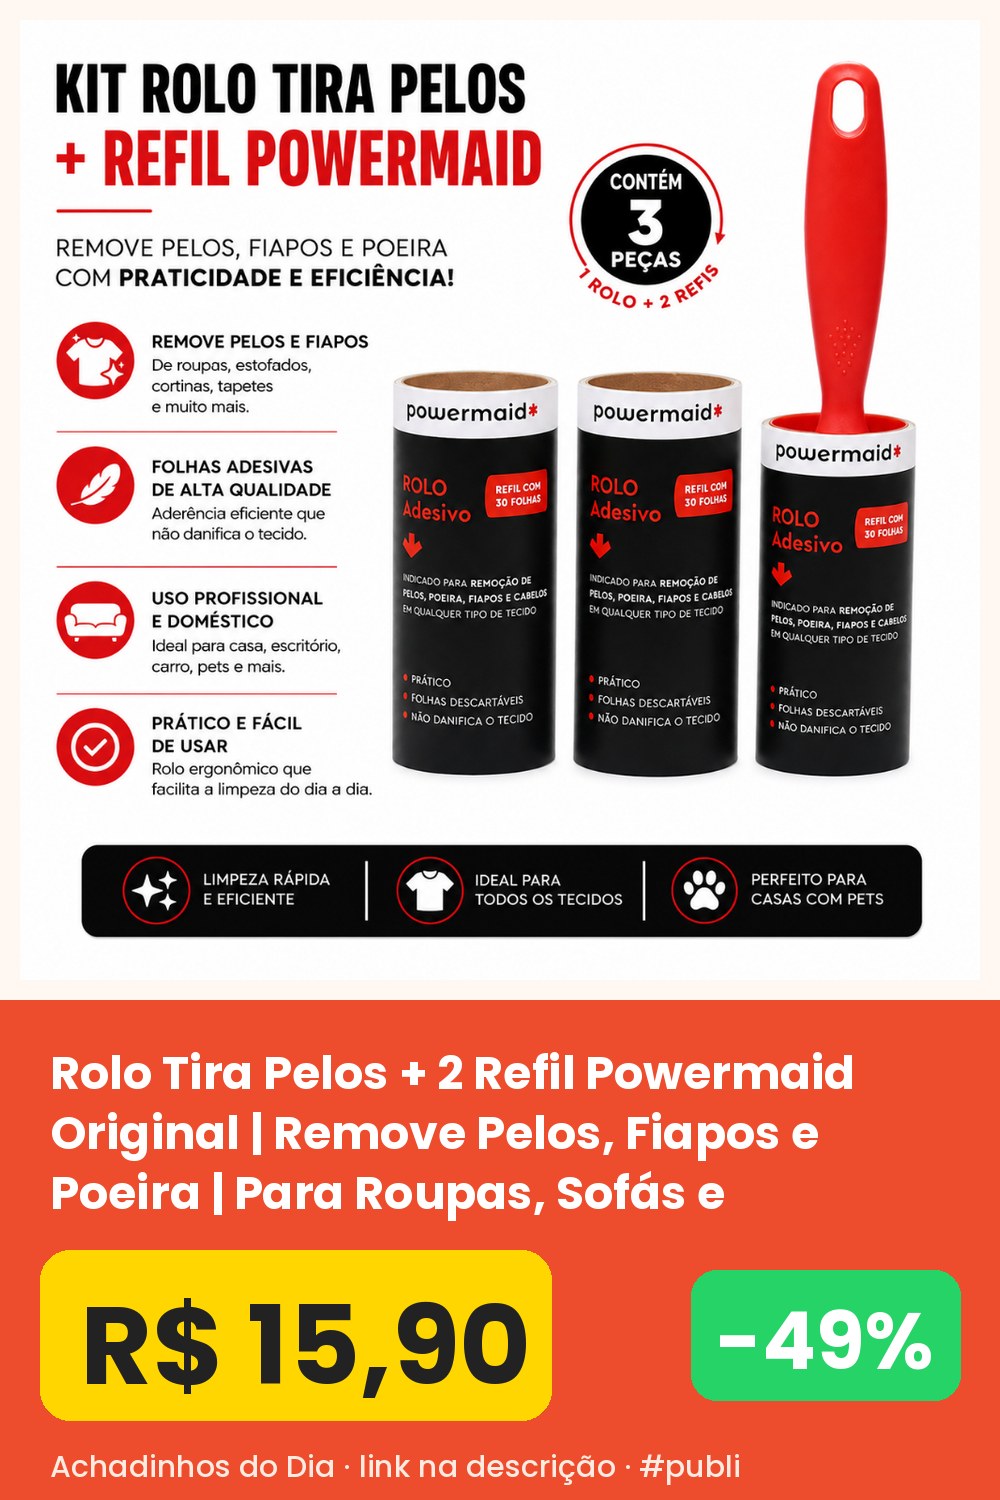 KIT ROLO TIRA PELOS
+ REFIL POWERMAID
REMOVE PELOS, FIAPOS E POEIRA
COM PRATICIDADE E EFICIÊNCIA!
CONTÉM
3
PEÇAS
1 ROLO + 2 REFIS
REMOVE PELOS E FIAPOS
De roupas, estofados,
cortinas, tapetes
e muito mais.
FOLHAS ADESIVAS
DE ALTA QUALIDADE
Aderência eficiente que
não danifica o tecido.
USO PROFISSIONAL
E DOMÉSTICO
Ideal para casa, escritório,
carro, pets e mais.
PRÁTICO E FÁCIL
DE USAR
Rolo ergonômico que
facilita a limpeza do dia a dia.
powermaid*
ROLO
Adesivo
REFIL COM
30 FOLHAS
INDICADO PARA REMOÇÃO DE
PELOS, POEIRA, FIAPOS E CABELOS
EM QUALQUER TIPO DE TECIDO
• PRÁTICO
• FOLHAS DESCARTÁVEIS
• NÃO DANIFICA O TECIDO
powermaid*
ROLO
Adesivo
REFIL COM
30 FOLHAS
INDICADO PARA REMOÇÃO DE
PELOS, POEIRA, FIAPOS E CABELOS
EM QUALQUER TIPO DE TECIDO
• PRÁTICO
• FOLHAS DESCARTÁVEIS
• NÃO DANIFICA O TECIDO
powermaid*
ROLO
Adesivo
REFIL COM
30 FOLHAS
INDICADO PARA REMOÇÃO DE
PELOS, POEIRA, FIAPOS E CABELOS
EM QUALQUER TIPO DE TECIDO
• PRÁTICO
• FOLHAS DESCARTÁVEIS
• NÃO DANIFICA O TECIDO
LIMPEZA RÁPIDA
E EFICIENTE
IDEAL PARA
TODOS OS TECIDOS
PERFEITO PARA
CASAS COM PETS
Rolo Tira Pelos + 2 Refil Powermaid
Original | Remove Pelos, Fiapos e
Poeira | Para Roupas, Sofás e
R$ 15,90
-49%
Achadinhos do Dia · link na descrição · #publi